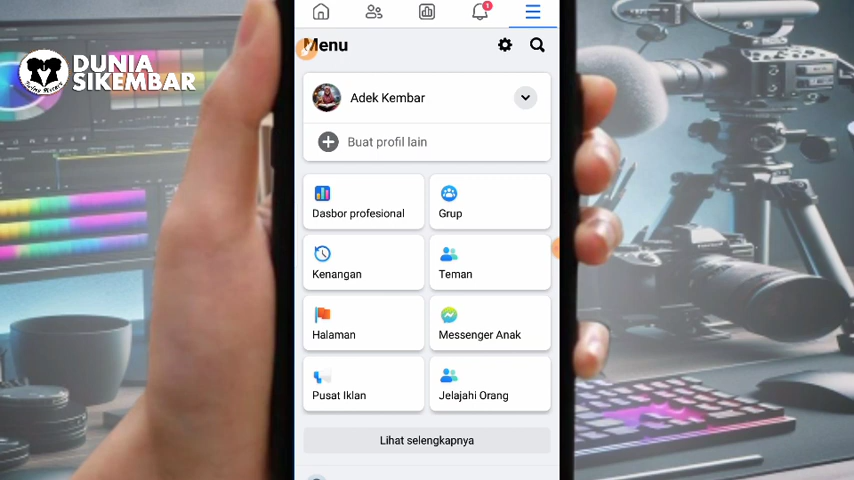 DUNIA
SIKEMBAR
1
Menu
Adek Kembar
Buat profil lain
Dasbor profesional
Grup
Kenangan
Teman
Halaman
Messenger Anak
Pusat Iklan
Jelajahi Orang
Lihat selengkapnya